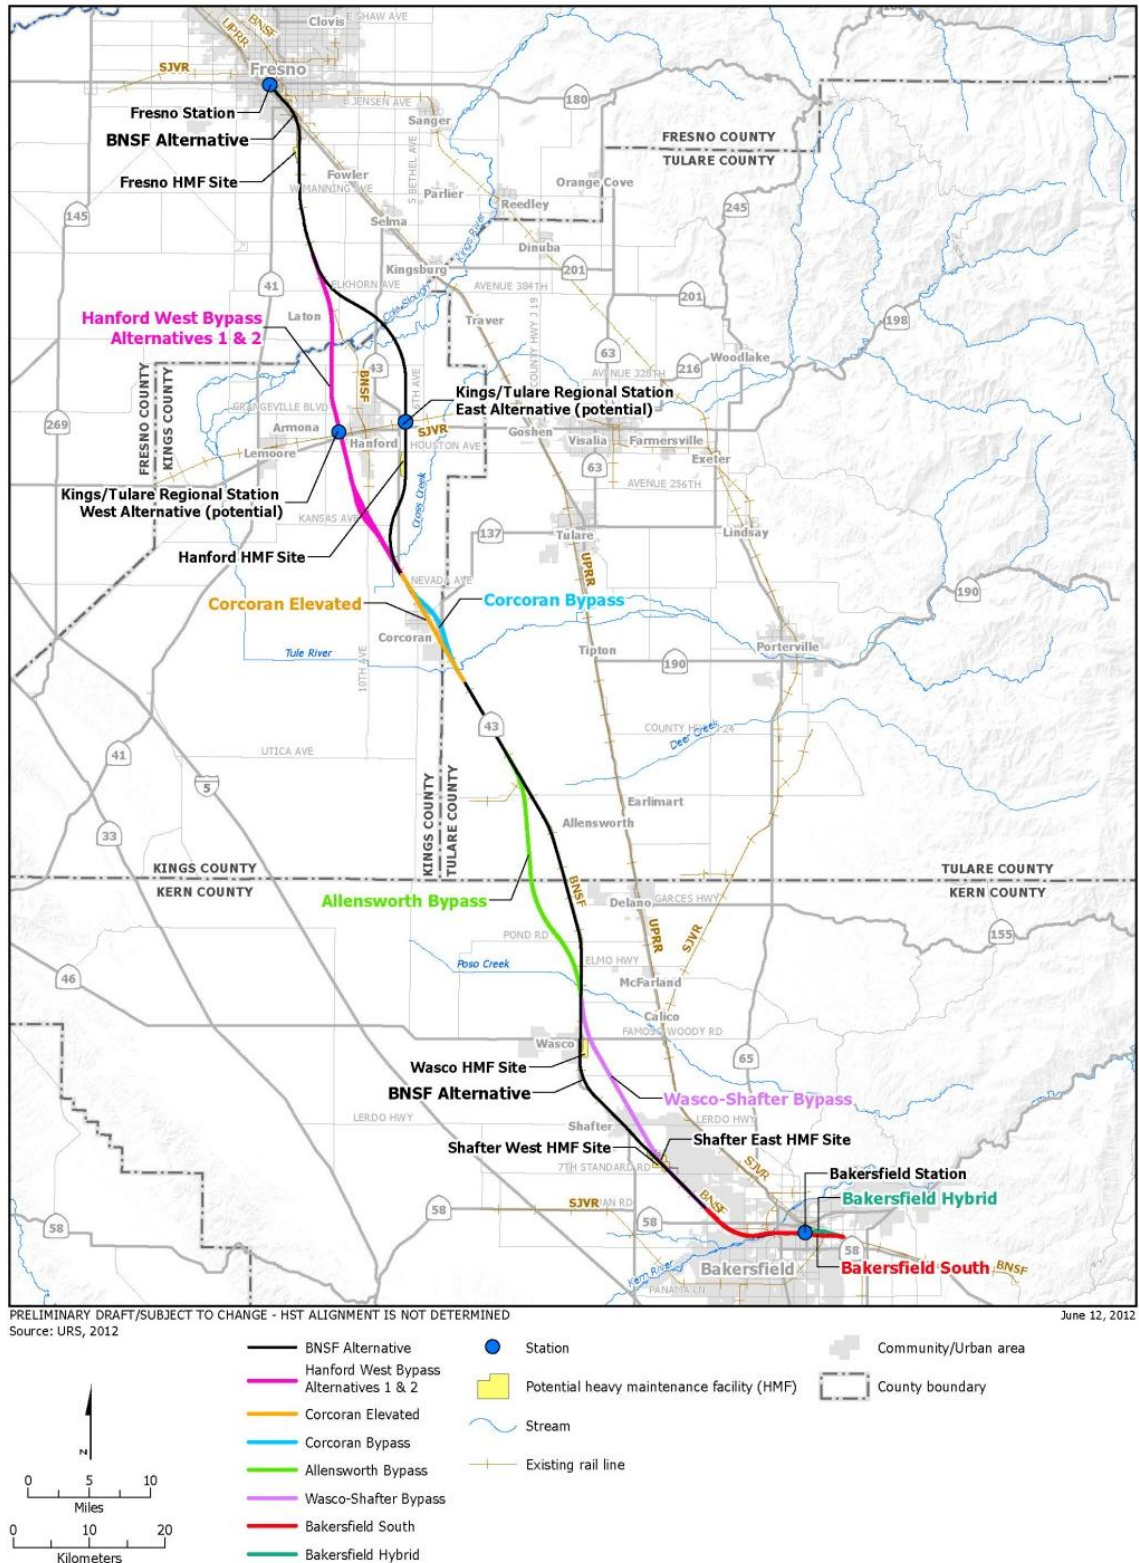 SHAW AVE
Clovis
BNSF
UPRR
SJVR
Fresno
180
Fresno Station
E JENSEN AVE
Sanger
BNSF Alternative
FRESNO COUNTY
TULARE COUNTY
Fresno HMF Site
Fowler
W MANNING AVE
S BETHEL AVE
Parlier
Orange Cove
Reedley
145
Selma
245
Kings River
Dinuba
Kingsburg
201
41
ELKHORN AVE
AVENUE 384TH
201
Cole Slough
Laton
Traver
COUNTY HWY J 19
198
Hanford West Bypass
Alternatives 1 & 2
63
Woodlake
43
216
AVENUE 328TH
FRESNO COUNTY
KINGS COUNTY
BNSF
6TH AVE
Kings/Tulare Regional Station
East Alternative (potential)
GRANGEVILLE BLVD
269
Armona
SJVR
Hanford
HOUSTON AVE
Goshen
Visalia
Farmersville
Lemoore
Exeter
63
AVENUE 256TH
Kings/Tulare Regional Station
West Alternative (potential)
Cross Creek
KANSAS AVE
137
Tulare
Lindsay
Hanford HMF Site
UPRR
NEVADA AVE
190
Corcoran Elevated
Corcoran Bypass
Corcoran
Tule River
10TH AVE
Tipton
190
Porterville
43
COUNTY H
24
Deer Creek
UTICA AVE
41
5
KINGS COUNTY
TULARE COUNTY
Earlimart
33
Allensworth
KINGS COUNTY
KERN COUNTY
TULARE COUNTY
KERN COUNTY
BNSF
Allensworth Bypass
Delano
GARCES HWY
UPRR
SJVR
155
POND RD
ELMO HWY
Poso Creek
46
McFarland
Calico
FAMOSO WOODY RD
Wasco
65
Wasco HMF Site
BNSF Alternative
Wasco-Shafter Bypass
LERDO HWY
LERDO HWY
Shafter
Shafter East HMF Site
Shafter West HMF Site
7TH STANDARD RD
SJVR
Bakersfield Station
BNSF
Bakersfield Hybrid
SJVR
58
58
58
58
Kern River
Bakersfield
Bakersfield South
BNSF
PANAMA LN
PRELIMINARY DRAFT/SUBJECT TO CHANGE - HST ALIGNMENT IS NOT DETERMINED
June 12, 2012
Source: URS, 2012
BNSF Alternative
Hanford West Bypass
Alternatives 1 & 2
Corcoran Elevated
Corcoran Bypass
Allensworth Bypass
Wasco-Shafter Bypass
Bakersfield South
Bakersfield Hybrid
Station
Potential heavy maintenance facility (HMF)
Stream
Existing rail line
Community/Urban area
County boundary
N
0 5 10
Miles
0 10 20
Kilometers